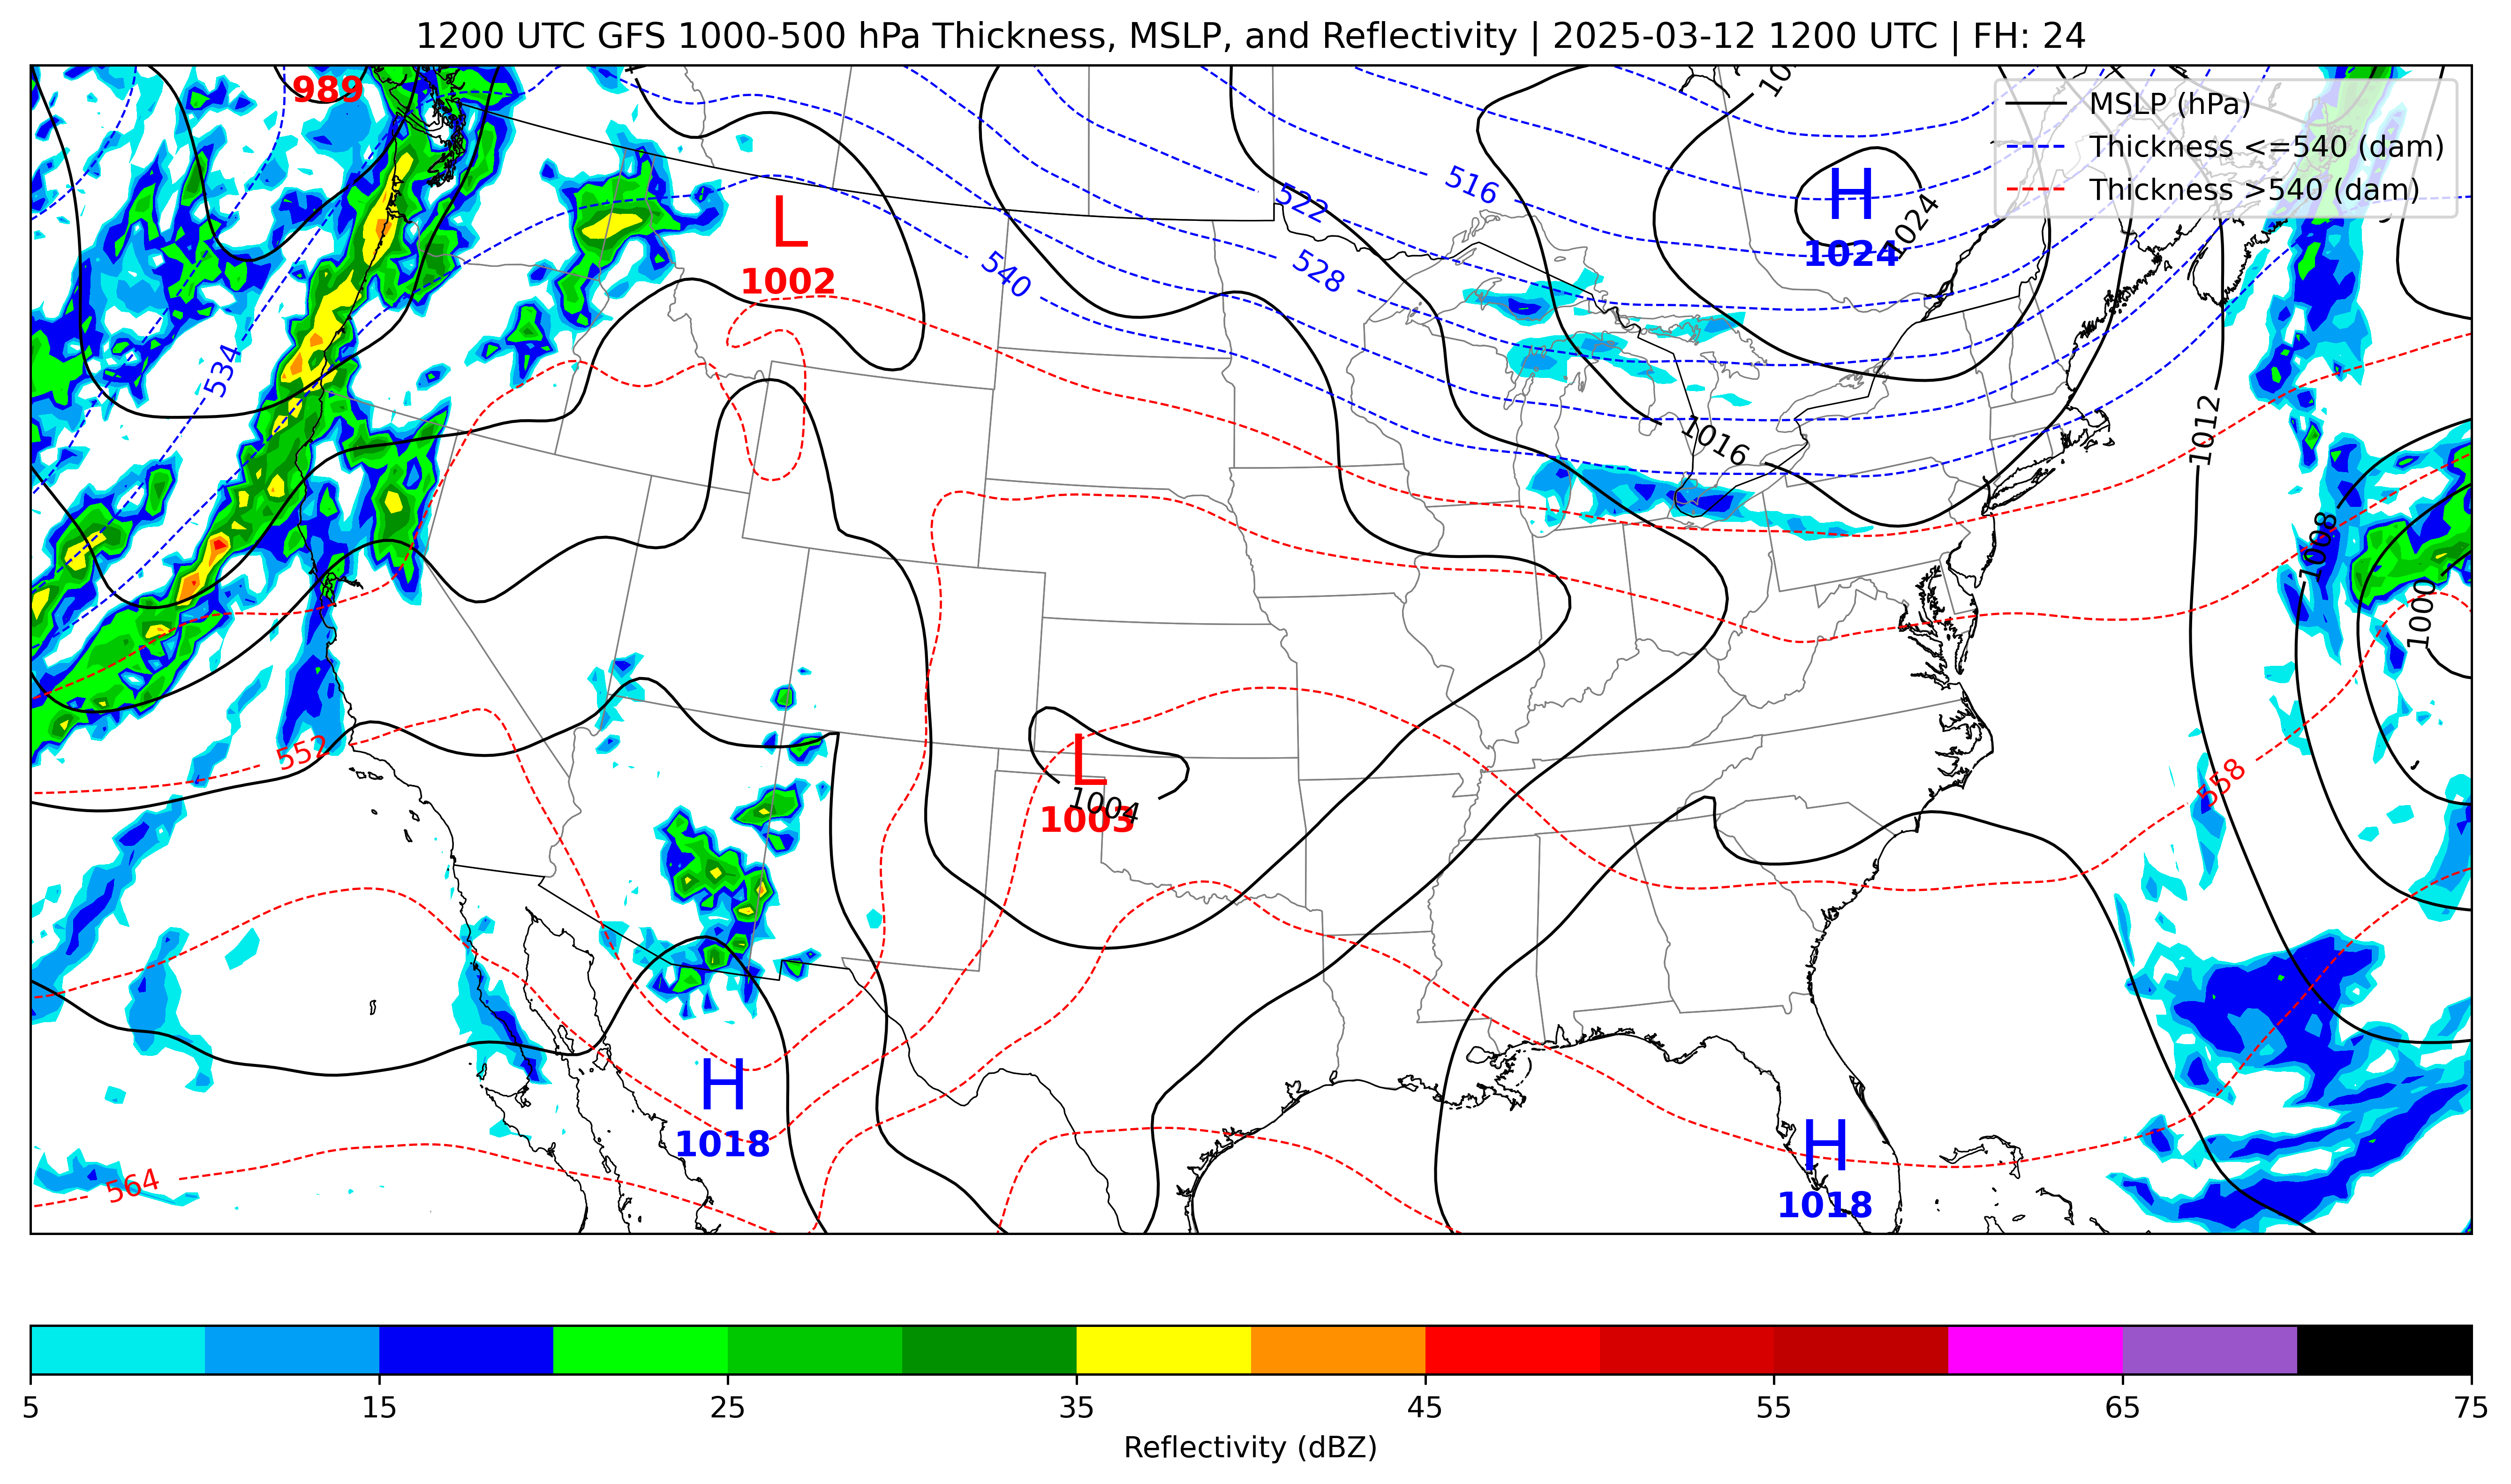 1200 UTC GFS 1000-500 hPa Thickness, MSLP, and Reflectivity | 2025-03-12 1200 UTC | FH: 24
MSLP (hPa)
Thickness <=540 (dam)
Thickness >540 (dam)
989
516
522
H
1024
1024
L
1002
540
528
534
1012
1016
1008
1000
552
L
1004
1003
558
H
1018
H
1018
564
5
15
25
35
45
55
65
75
Reflectivity (dBZ)